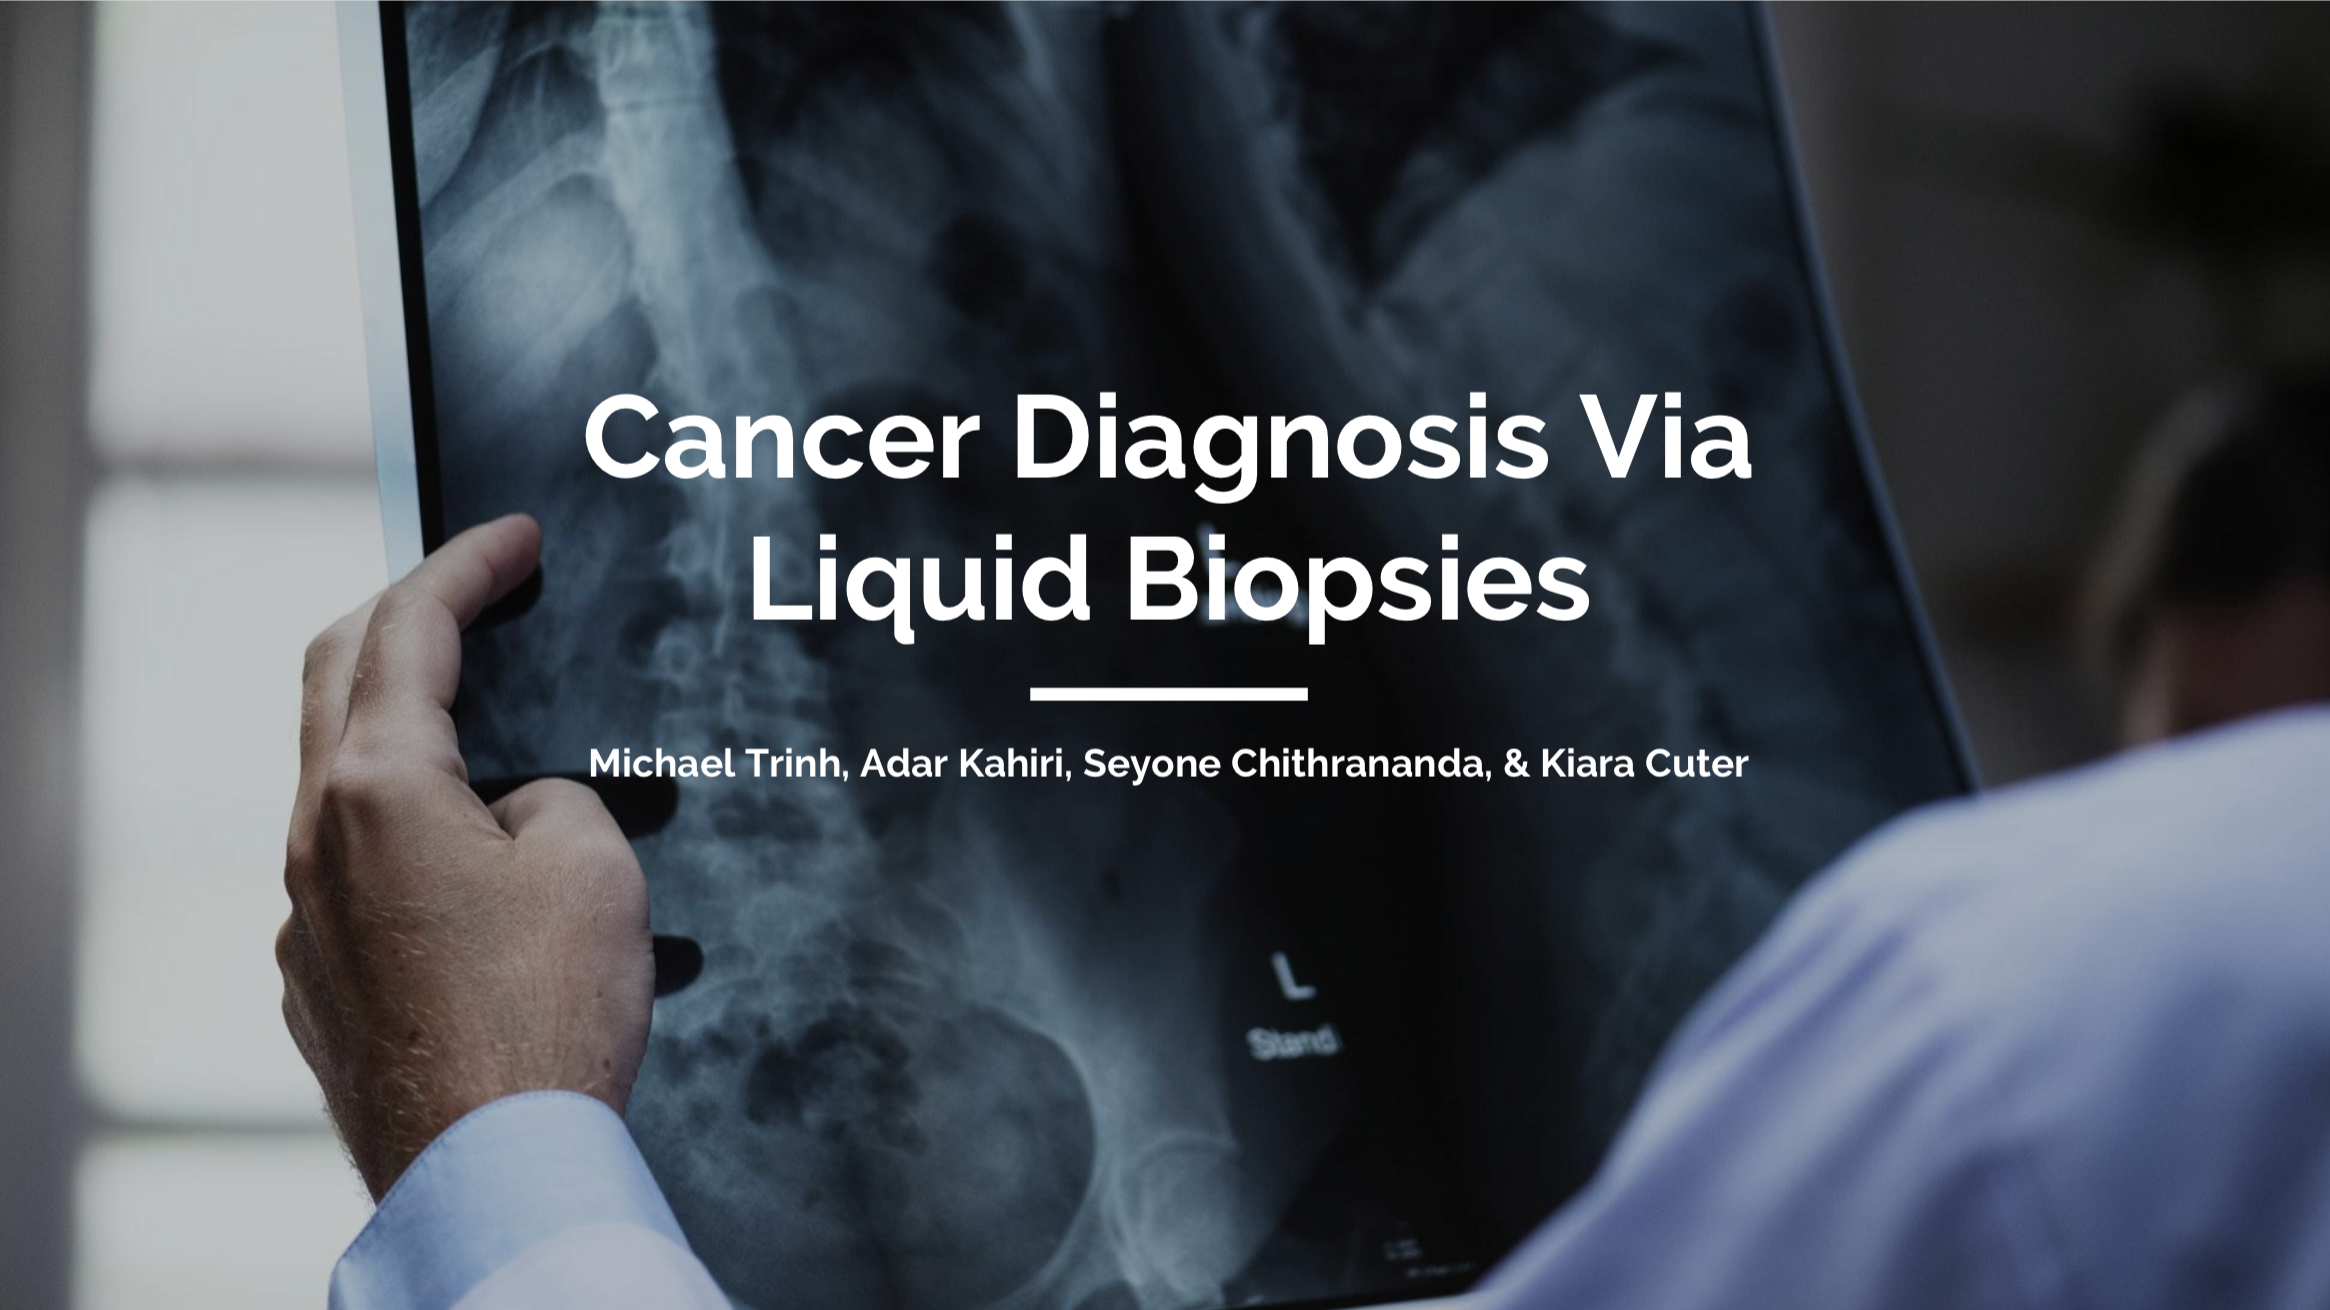 Cancer Diagnosis Via
Liquid Biopsies
Michael Trinh, Adar Kahiri, Seyone Chithrananda, & Kiara Cuter
L
Stand